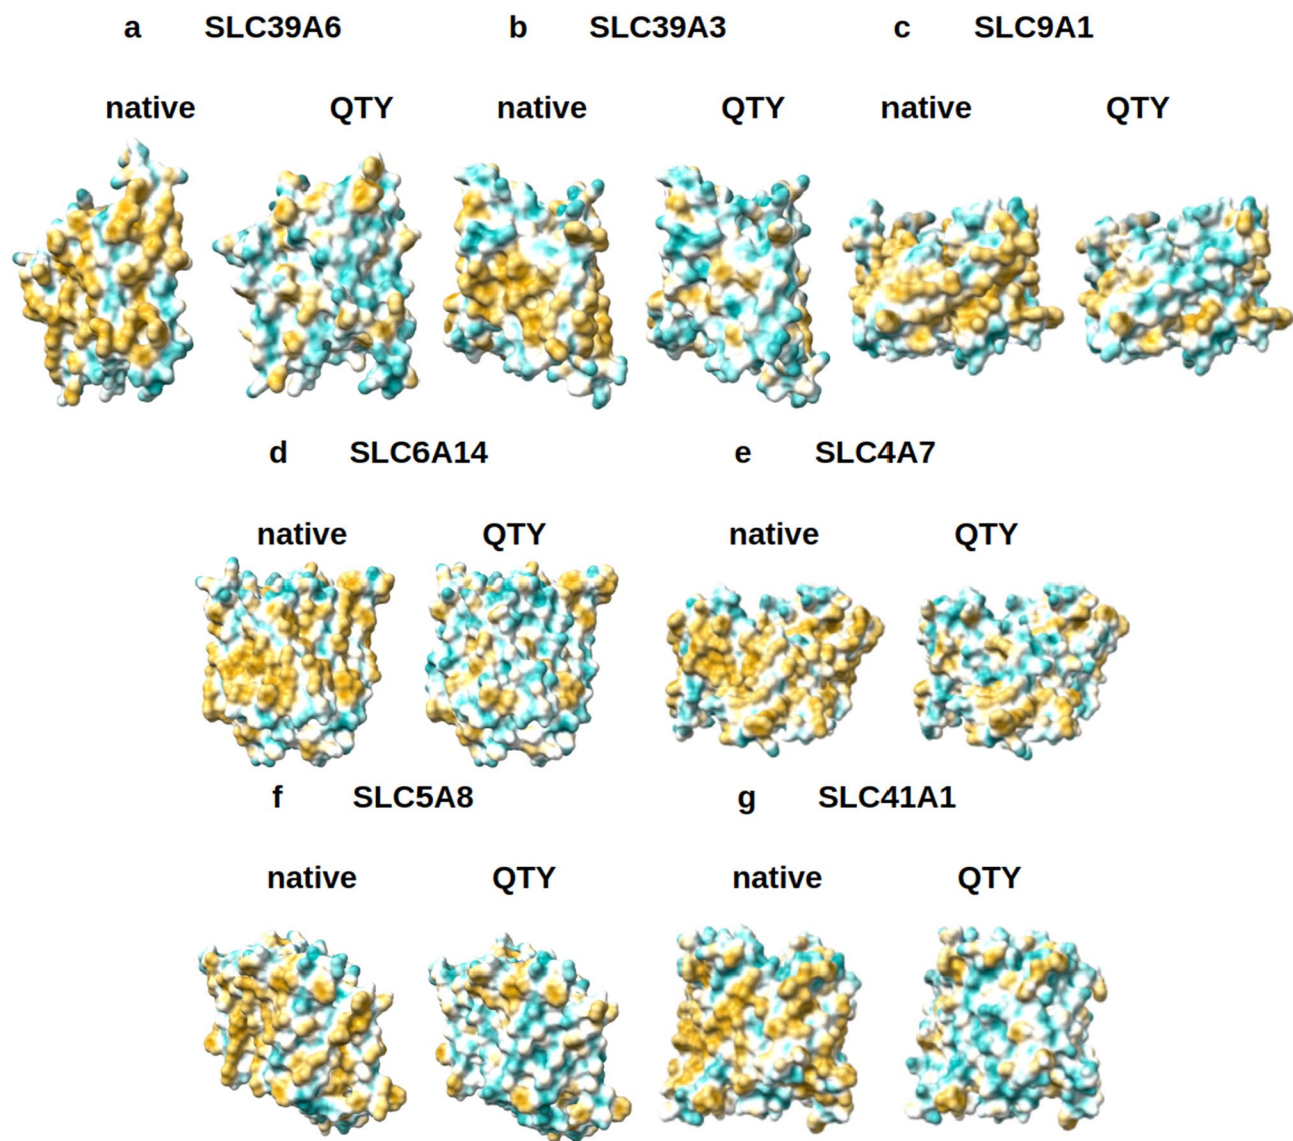 a SLC39A6 b SLC39A3 c SLC9A1
native QTY native QTY native QTY
d SLC6A14 e SLC4A7
native QTY native QTY
f SLC5A8 g SLC41A1
native QTY native QTY